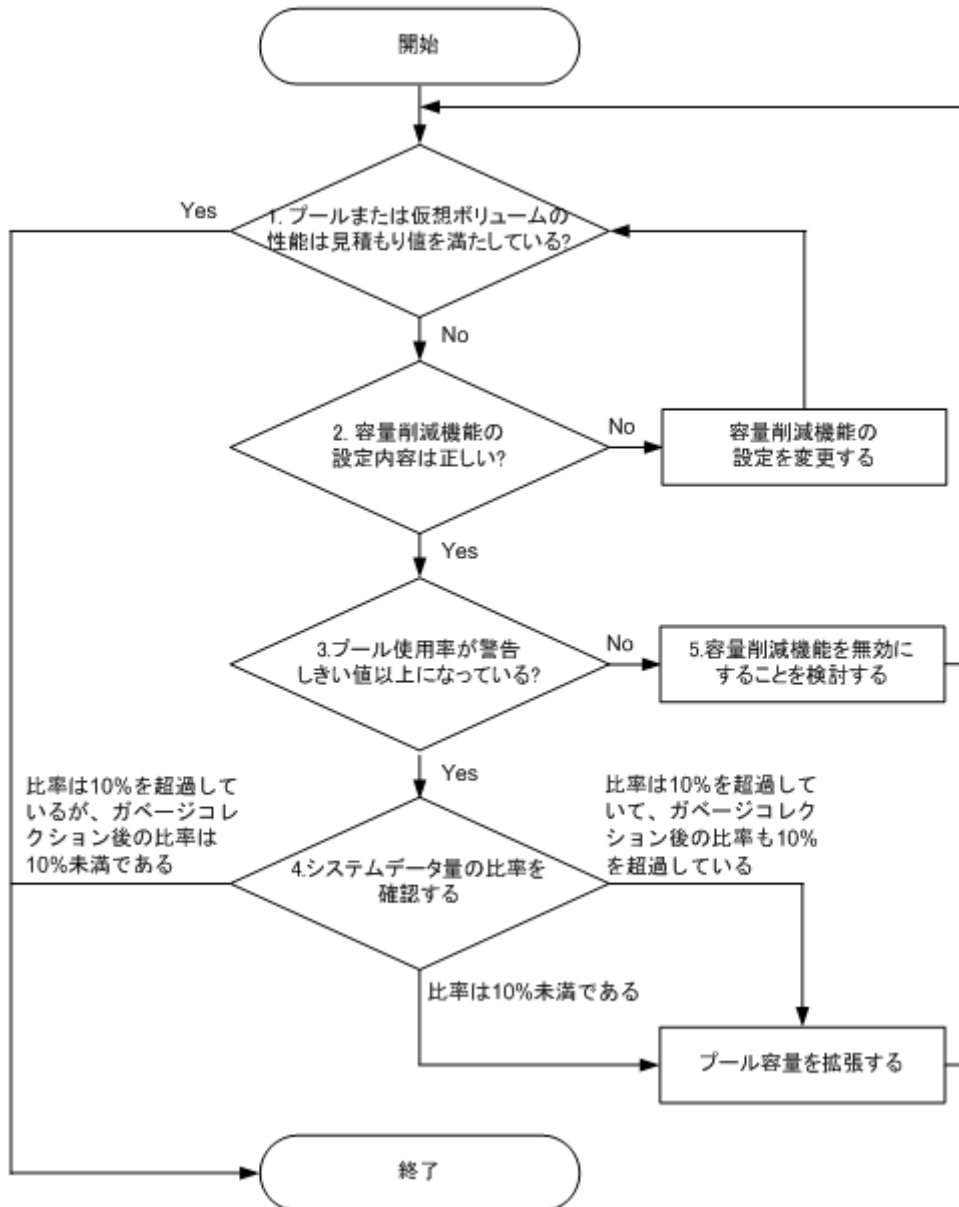 開始
Yes
1. プールまたは仮想ボリュームの
性能は見積もり値を満たしている?
No
2. 容量削減機能の
設定内容は正しい?
No
容量削減機能の
設定を変更する
Yes
3.プール使用率が警告
しきい値以上になっている?
No
5.容量削減機能を無効に
することを検討する
Yes
比率は10%を超過して
いるが、ガベージコレ
クション後の比率は
10%未満である
比率は10%を超過して
いて、ガベージコレク
ション後の比率も10%
を超過している
4.システムデータ量の比率を
確認する
比率は10%未満である
プール容量を拡張する
終了